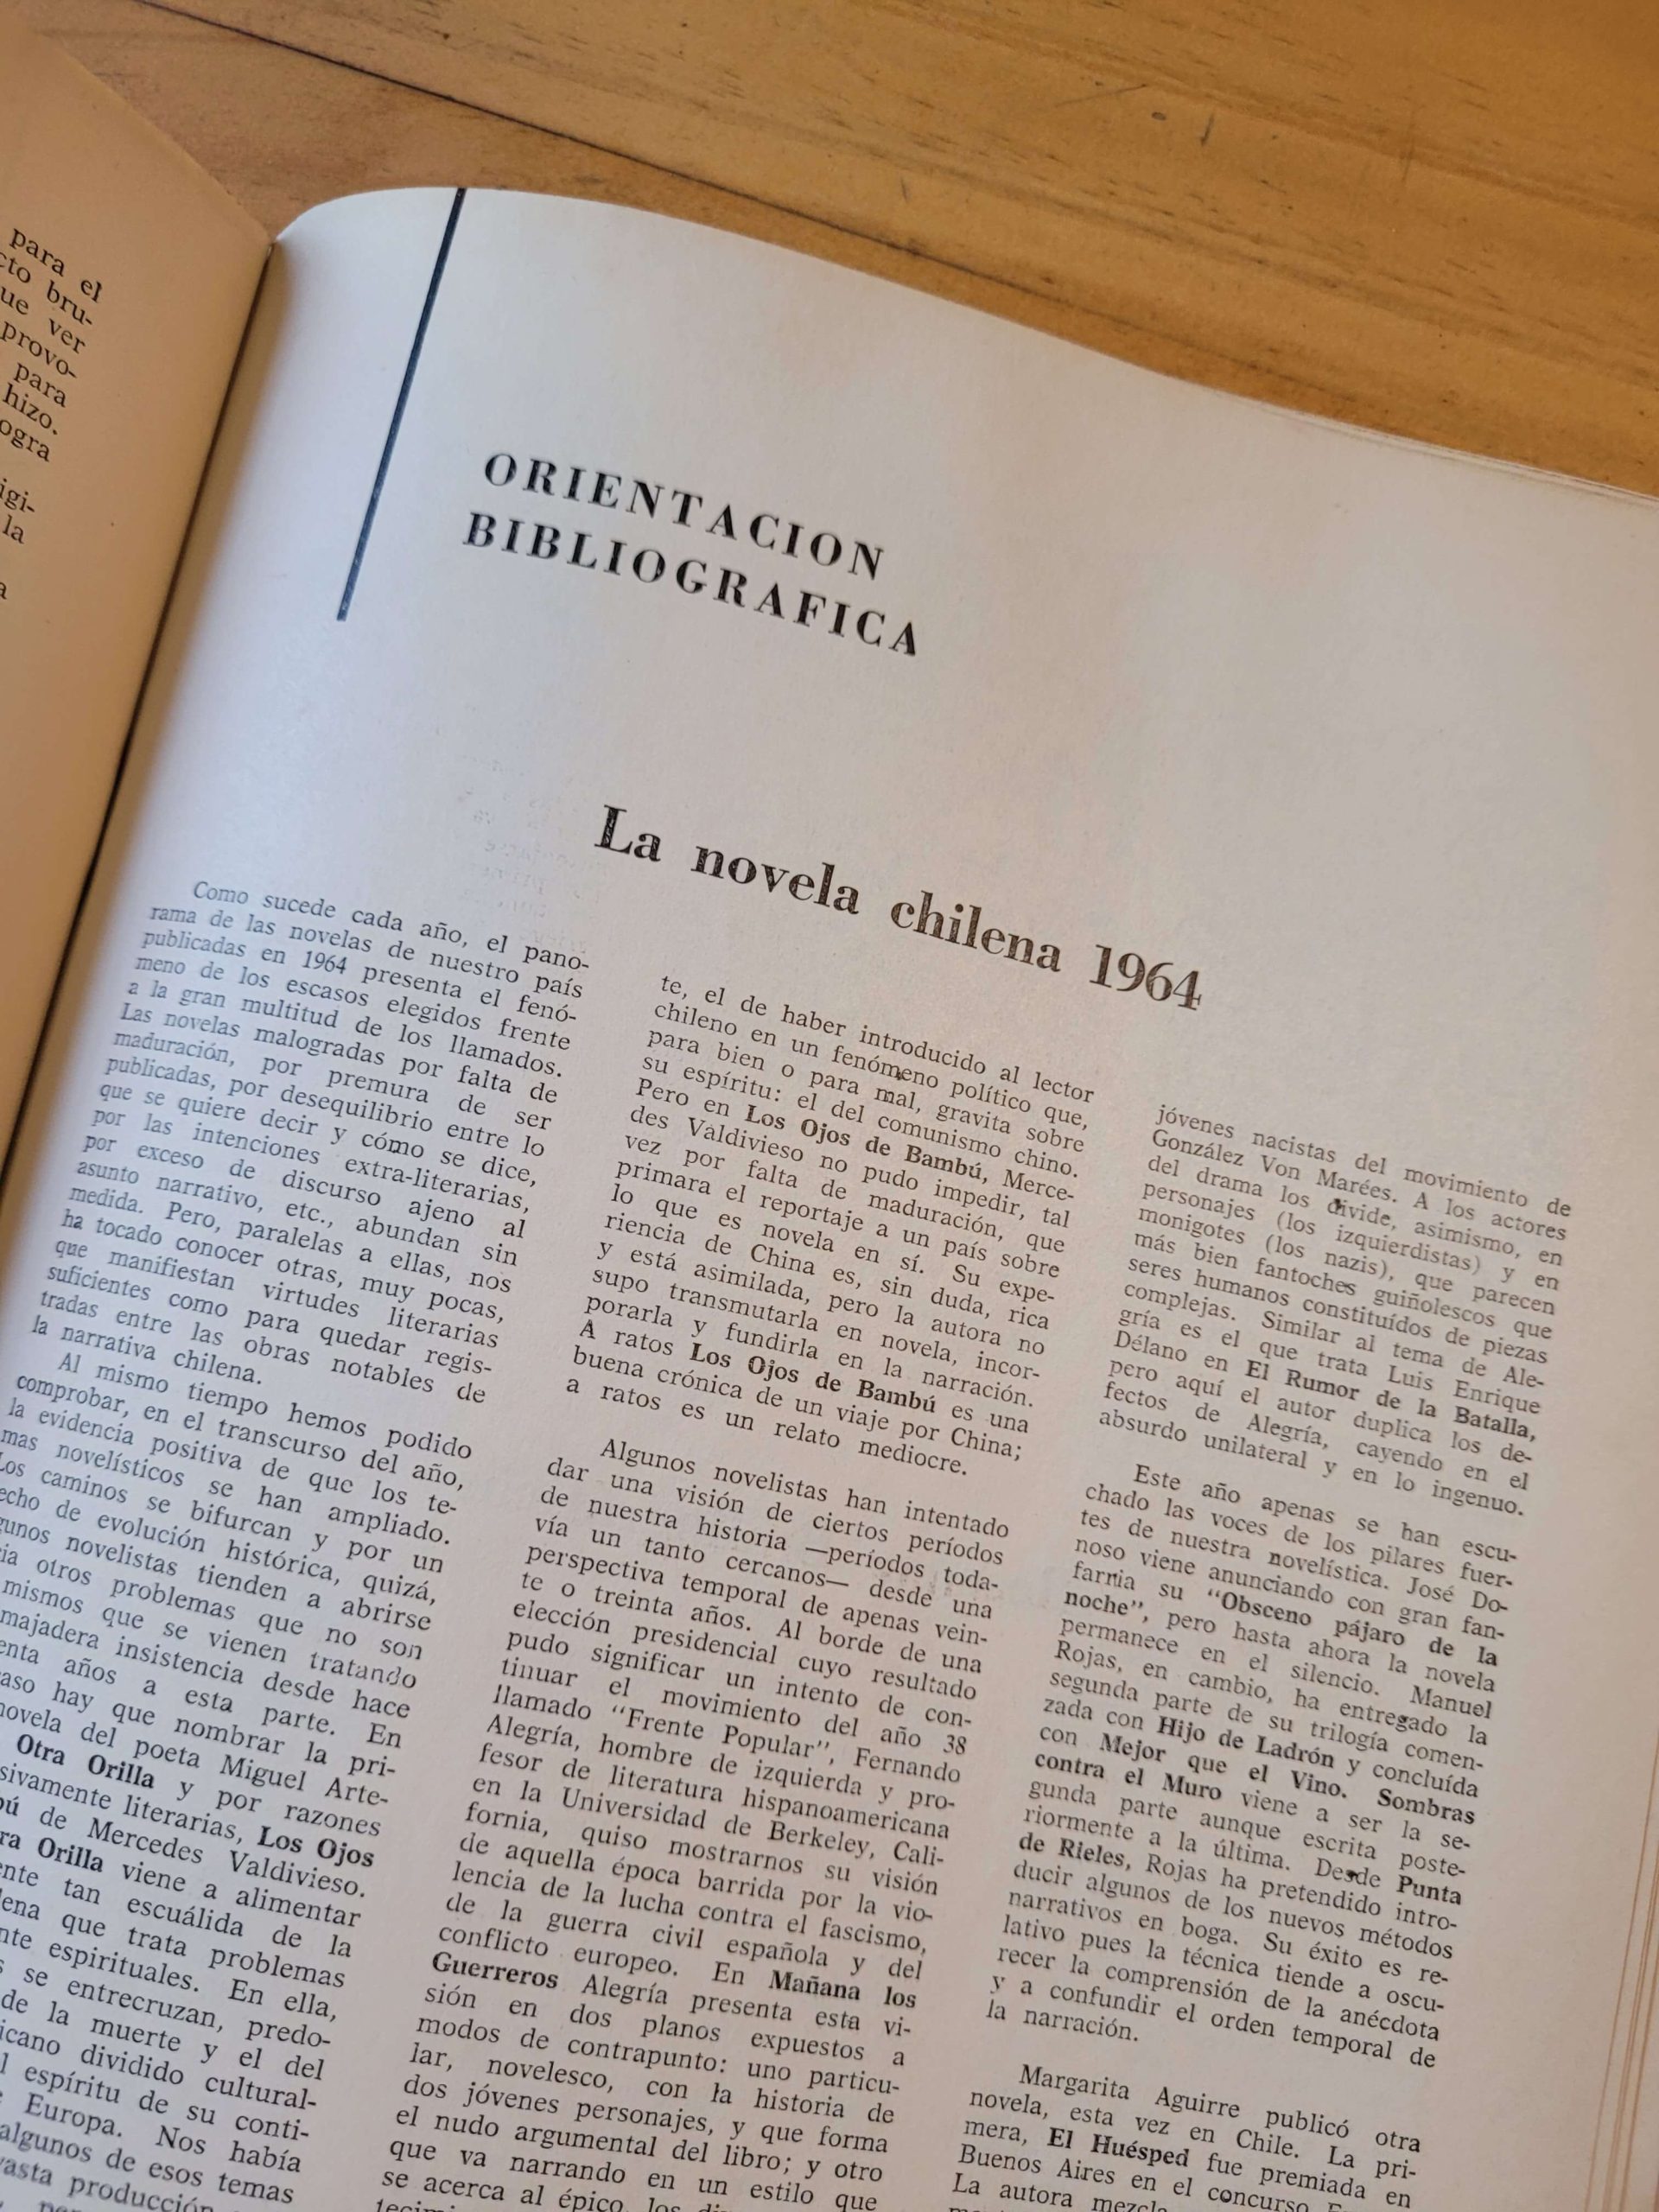 para el
cto bru-
ue ver
provo-
para
hizo.
ogra
igi-
la
a
ORIENTACION
BIBLIOGRAFICA
La novela chilena 1964
Como sucede cada año, el pano-
rama de las novelas de nuestro país
publicadas en 1964 presenta el fenó-
meno de los escasos elegidos frente
a la gran multitud de los llamados.
Las novelas malogradas por falta de
maduración, por premura de ser
publicadas, por desequilibrio entre lo
que se quiere decir y cómo se dice,
por las intenciones extra-literarias,
por exceso de discurso ajeno al
asunto narrativo, etc., abundan sin
medida. Pero, paralelas a ellas, nos
ha tocado conocer otras, muy pocas,
que manifiestan virtudes literarias
suficientes como para quedar regis-
tradas entre las obras notables de
la narrativa chilena.
Al mismo tiempo hemos podido
comprobar, en el transcurso del año,
la evidencia positiva de que los te-
mas novelísticos se han ampliado.
Los caminos se bifurcan y por un
echo de evolución histórica, quizá,
gunos novelistas tienden a abrirse
ia otros problemas que no son
mismos que se vienen tratando
majadera insistencia desde hace
enta años a esta parte. En
aso hay que nombrar la pri-
novela del poeta Miguel Arte-
Otra Orilla y por razones
sivamente literarias, Los Ojos
bú de Mercedes Valdivieso.
ra Orilla viene a alimentar
ente tan escuálida de la
lena que trata problemas
nte espirituales. En ella,
s se entrecruzan, predo-
de la muerte y el del
icano dividido cultural-
l espíritu de su conti-
Europa. Nos había
algunos de esos temas
vasta producción
te, el de haber introducido al lector
chileno en un fenómeno político que,
para bien o para mal, gravita sobre
su espíritu: el del comunismo chino.
Pero en Los Ojos de Bambú, Merce-
des Valdivieso no pudo impedir, tal
vez por falta de maduración, que
primara el reportaje a un país sobre
lo que es novela en sí. Su expe-
riencia de China es, sin duda, rica
y está asimilada, pero la autora no
supo transmutarla en novela, incor-
porarla y fundirla en la narración.
A ratos Los Ojos de Bambú es una
buena crónica de un viaje por China;
a ratos es un relato mediocre.
Algunos novelistas han intentado
dar una visión de ciertos períodos
de nuestra historia —períodos toda-
vía un tanto cercanos— desde una
perspectiva temporal de apenas vein-
te o treinta años. Al borde de una
elección presidencial cuyo resultado
pudo significar un intento de con-
tinuar el movimiento del año 38
llamado "Frente Popular", Fernando
Alegría, hombre de izquierda y pro-
fesor de literatura hispanoamericana
en la Universidad de Berkeley, Cali-
fornia, quiso mostrarnos su visión
de aquella época barrida por la vio-
lencia de la lucha contra el fascismo,
de la guerra civil española y del
conflicto europeo. En Mañana los
Guerreros Alegría presenta esta vi-
sión en dos planos expuestos a
modos de contrapunto: uno particu-
lar, novelesco, con la historia de
dos jóvenes personajes, y que forma
el nudo argumental del libro; y otro
que va narrando en un estilo que
se acerca al épico, los
jóvenes nacistas del movimiento de
González Von Marées. A los actores
del drama los divide, asimismo, en
personajes (los izquierdistas) y en
monigotes (los nazis), que parecen
más bien fantoches guiñolescos que
seres humanos constituídos de piezas
complejas. Similar al tema de Ale-
gría es el que trata Luis Enrique
Délano en El Rumor de la Batalla,
pero aquí el autor duplica los de-
fectos de Alegría, cayendo en el
absurdo unilateral y en lo ingenuo.
Este año apenas se han escu-
chado las voces de los pilares fuer-
tes de nuestra novelística. José Do-
noso viene anunciando con gran fan-
farria su "Obsceno pájaro de la
noche", pero hasta ahora la novela
permanece en el silencio. Manuel
Rojas, en cambio, ha entregado la
segunda parte de su trilogía comen-
zada con Hijo de Ladrón y concluída
con Mejor que el Vino. Sombras
contra el Muro viene a ser la se-
gunda parte aunque escrita poste-
riormente a la última. Desde Punta
de Rieles, Rojas ha pretendido intro-
ducir algunos de los nuevos métodos
narrativos en boga. Su éxito es re-
lativo pues la técnica tiende a oscu-
recer la comprensión de la anécdota
y a confundir el orden temporal de
la narración.
Margarita Aguirre publicó otra
novela, esta vez en Chile. La pri-
mera, El Huésped fue premiada en
Buenos Aires en el concurso
La autora mezcla